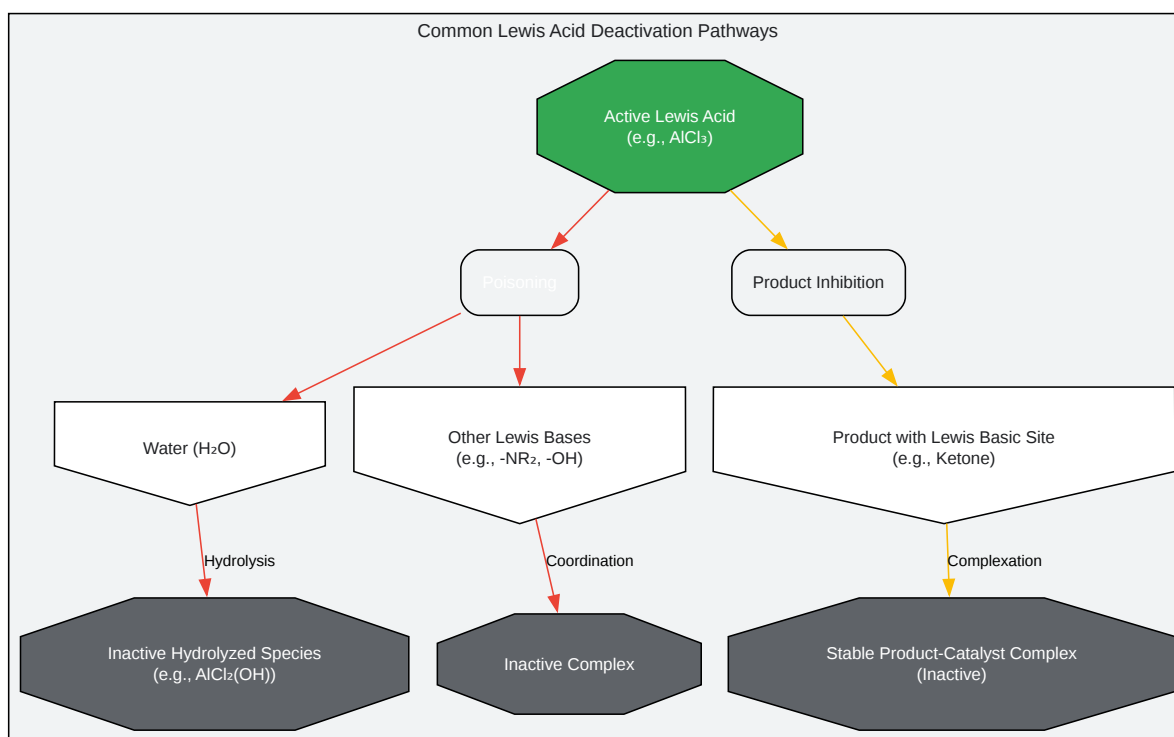 Common Lewis Acid Deactivation Pathways
Active Lewis Acid
(e.g., AlCl₃)
Poisoning
Product Inhibition
Water (H₂O)
Other Lewis Bases
(e.g., -NR₂, -OH)
Product with Lewis Basic Site
(e.g., Ketone)
Hydrolysis
Coordination
Complexation
Inactive Hydrolyzed Species
(e.g., AlCl₂(OH))
Inactive Complex
Stable Product-Catalyst Complex
(Inactive)